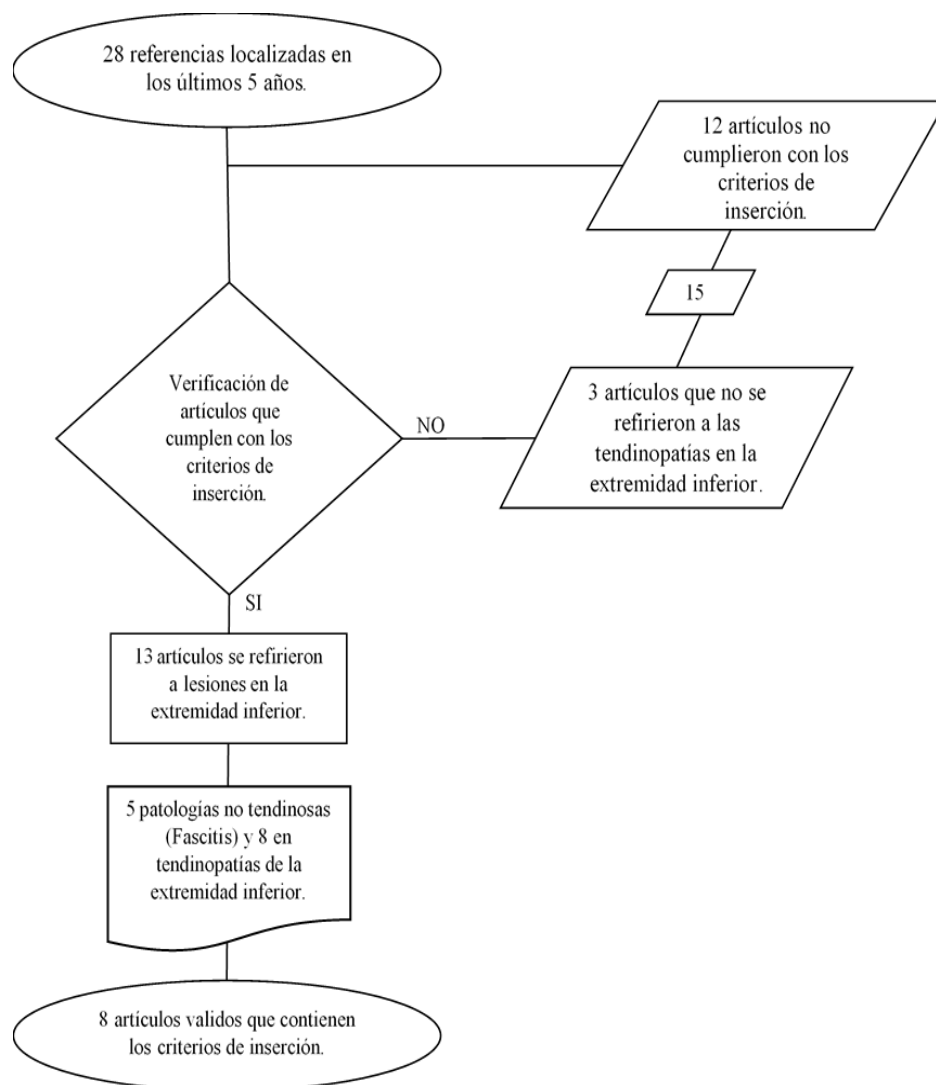 28 referencias localizadas en
los últimos 5 años.
12 artículos no
cumplieron con los
criterios de
inserción.
15
Verificación de
artículos que
cumplen con los
criterios de
inserción.
NO
3 artículos que no se
refirieron a las
tendinopatías en la
extremidad inferior.
SI
13 artículos se refirieron
a lesiones en la
extremidad inferior.
5 patologías no tendinosas
(Fascitis) y 8 en
tendinopatías de la
extremidad inferior.
8 artículos validos que contienen
los criterios de inserción.